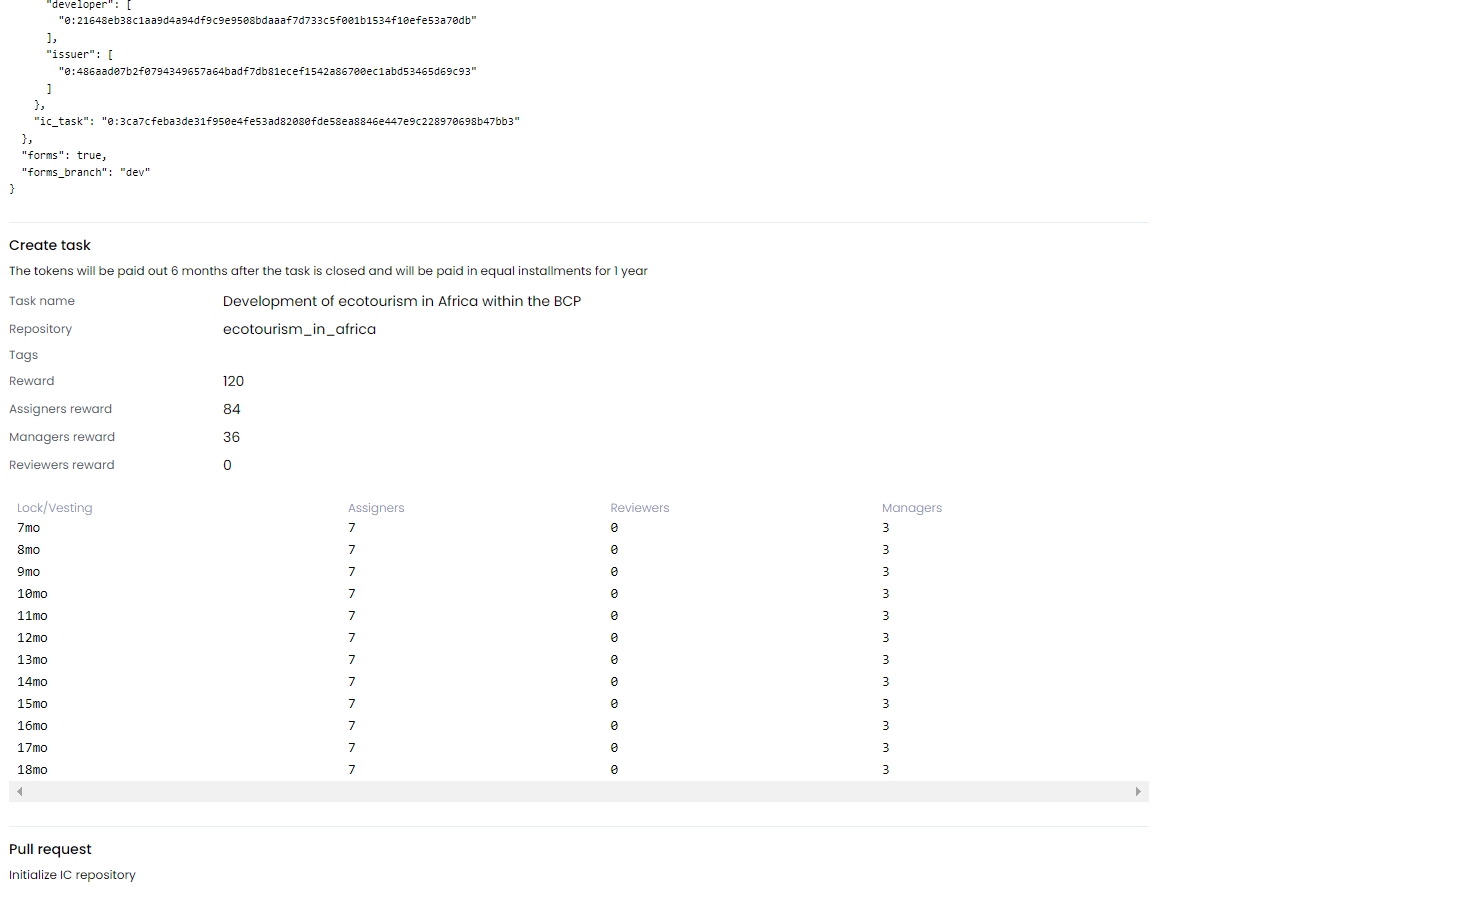 "developer": [
"0:21648eb38c1aa9d4a94df9c9e9508bdaaaf7d733c5f001b1534f10efe53a70db"
],
"issuer": [
"0:486aad07b2f0794349657a64badf7db81ecef1542a86700ec1abd53465d69c93"
]
},
"ic_task": "0:3ca7cfeba3de31f950e4fe53ad82080fde58ea8846e447e9c228970698b47bb3"
},
"forms": true,
"forms_branch": "dev"
}
Create task
The tokens will be paid out 6 months after the task is closed and will be paid in equal installments for 1 year
Task name Development of ecotourism in Africa within the BCP
Repository ecotourism_in_africa
Tags
Reward 120
Assigners reward 84
Managers reward 36
Reviewers reward 0
Lock/Vesting Assigners Reviewers Managers
7mo 7 0 3
8mo 7 0 3
9mo 7 0 3
10mo 7 0 3
11mo 7 0 3
12mo 7 0 3
13mo 7 0 3
14mo 7 0 3
15mo 7 0 3
16mo 7 0 3
17mo 7 0 3
18mo 7 0 3
Pull request
Initialize IC repository